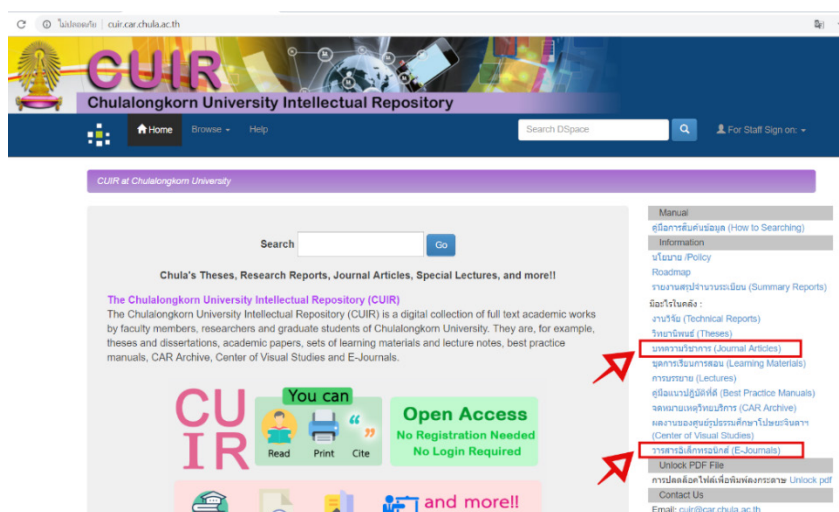 ไม่ปลอดภัย | cuir.car.chula.ac.th
CUIR
Chulalongkorn University Intellectual Repository
Home Browse Help
Search DSpace
For Staff Sign on:
CUIR at Chulalongkorn University
Search
Go
Chula's Theses, Research Reports, Journal Articles, Special Lectures, and more!!
The Chulalongkorn University Intellectual Repository (CUIR)
The Chulalongkorn University Intellectual Repository (CUIR) is a digital collection of full text academic works
by faculty members, researchers and graduate students of Chulalongkorn University. They are, for example,
theses and dissertations, academic papers, sets of learning materials and lecture notes, best practice
manuals, CAR Archive, Center of Visual Studies and E-Journals.
CU
IR
You can
Read Print Cite
Open Access
No Registration Needed
No Login Required
and more!!
Manual
คู่มือการสืบค้นข้อมูล (How to Searching)
Information
นโยบาย /Policy
Roadmap
รายงานสรุปจำนวนระเบียน (Summary Reports)
มีอะไรในคลัง :
งานวิจัย (Technical Reports)
วิทยานิพนธ์ (Theses)
บทความวิชาการ (Journal Articles)
ชุดการเรียนการสอน (Learning Materials)
การบรรยาย (Lectures)
คู่มือแนวปฏิบัติที่ดี (Best Practice Manuals)
จดหมายเหตุวิทยบริการ (CAR Archive)
ผลงานของศูนย์รูปธรรมศึกษาโปษยะจินดาฯ
(Center of Visual Studies)
วารสารอิเล็กทรอนิกส์ (E-Journals)
Unlock PDF File
การปลดล็อคไฟล์เพื่อพิมพ์ลงกระดาษ Unlock pdf
Contact Us
Email: cuir@car.chula.ac.th